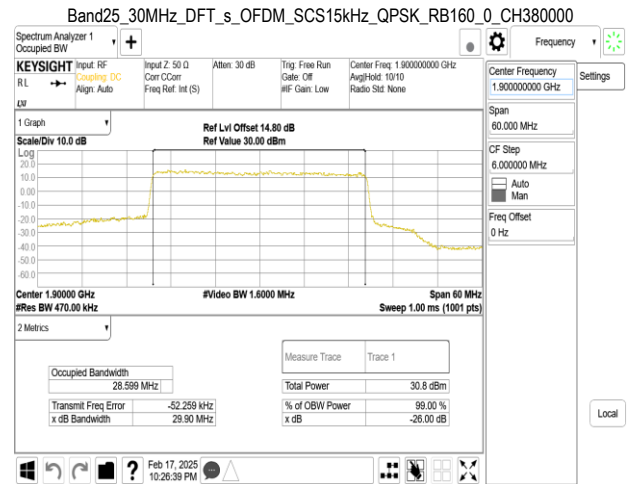 Band25_30MHz_DFT_s_OFDM_SCS15kHz_QPSK_RB160_0_CH380000
Spectrum Analyzer 1
Occupied BW
Frequency
KEYSIGHT
RL
LXI
Input: RF
Coupling: DC
Align: Auto
Input Z: 50 Ω
Corr CCorr
Freq Ref: Int (S)
Atten: 30 dB
Trig: Free Run
Gate: Off
#IF Gain: Low
Center Freq: 1.900000000 GHz
Avg|Hold: 10/10
Radio Std: None
Center Frequency
1.900000000 GHz
Settings
Span
60.000 MHz
CF Step
6.000000 MHz
Auto
Man
Freq Offset
0 Hz
Local
1 Graph
Scale/Div 10.0 dB
Ref Lvl Offset 14.80 dB
Ref Value 30.00 dBm
Log
20.0
10.0
0.00
-10.0
-20.0
-30.0
-40.0
-50.0
-60.0
Center 1.90000 GHz
#Res BW 470.00 kHz
#Video BW 1.6000 MHz
Span 60 MHz
Sweep 1.00 ms (1001 pts)
2 Metrics
Measure Trace
Trace 1
Occupied Bandwidth
28.599 MHz
Total Power
30.8 dBm
Transmit Freq Error
-52.259 kHz
% of OBW Power
99.00 %
x dB Bandwidth
29.90 MHz
x dB
-26.00 dB
Feb 17, 2025
10:26:39 PM